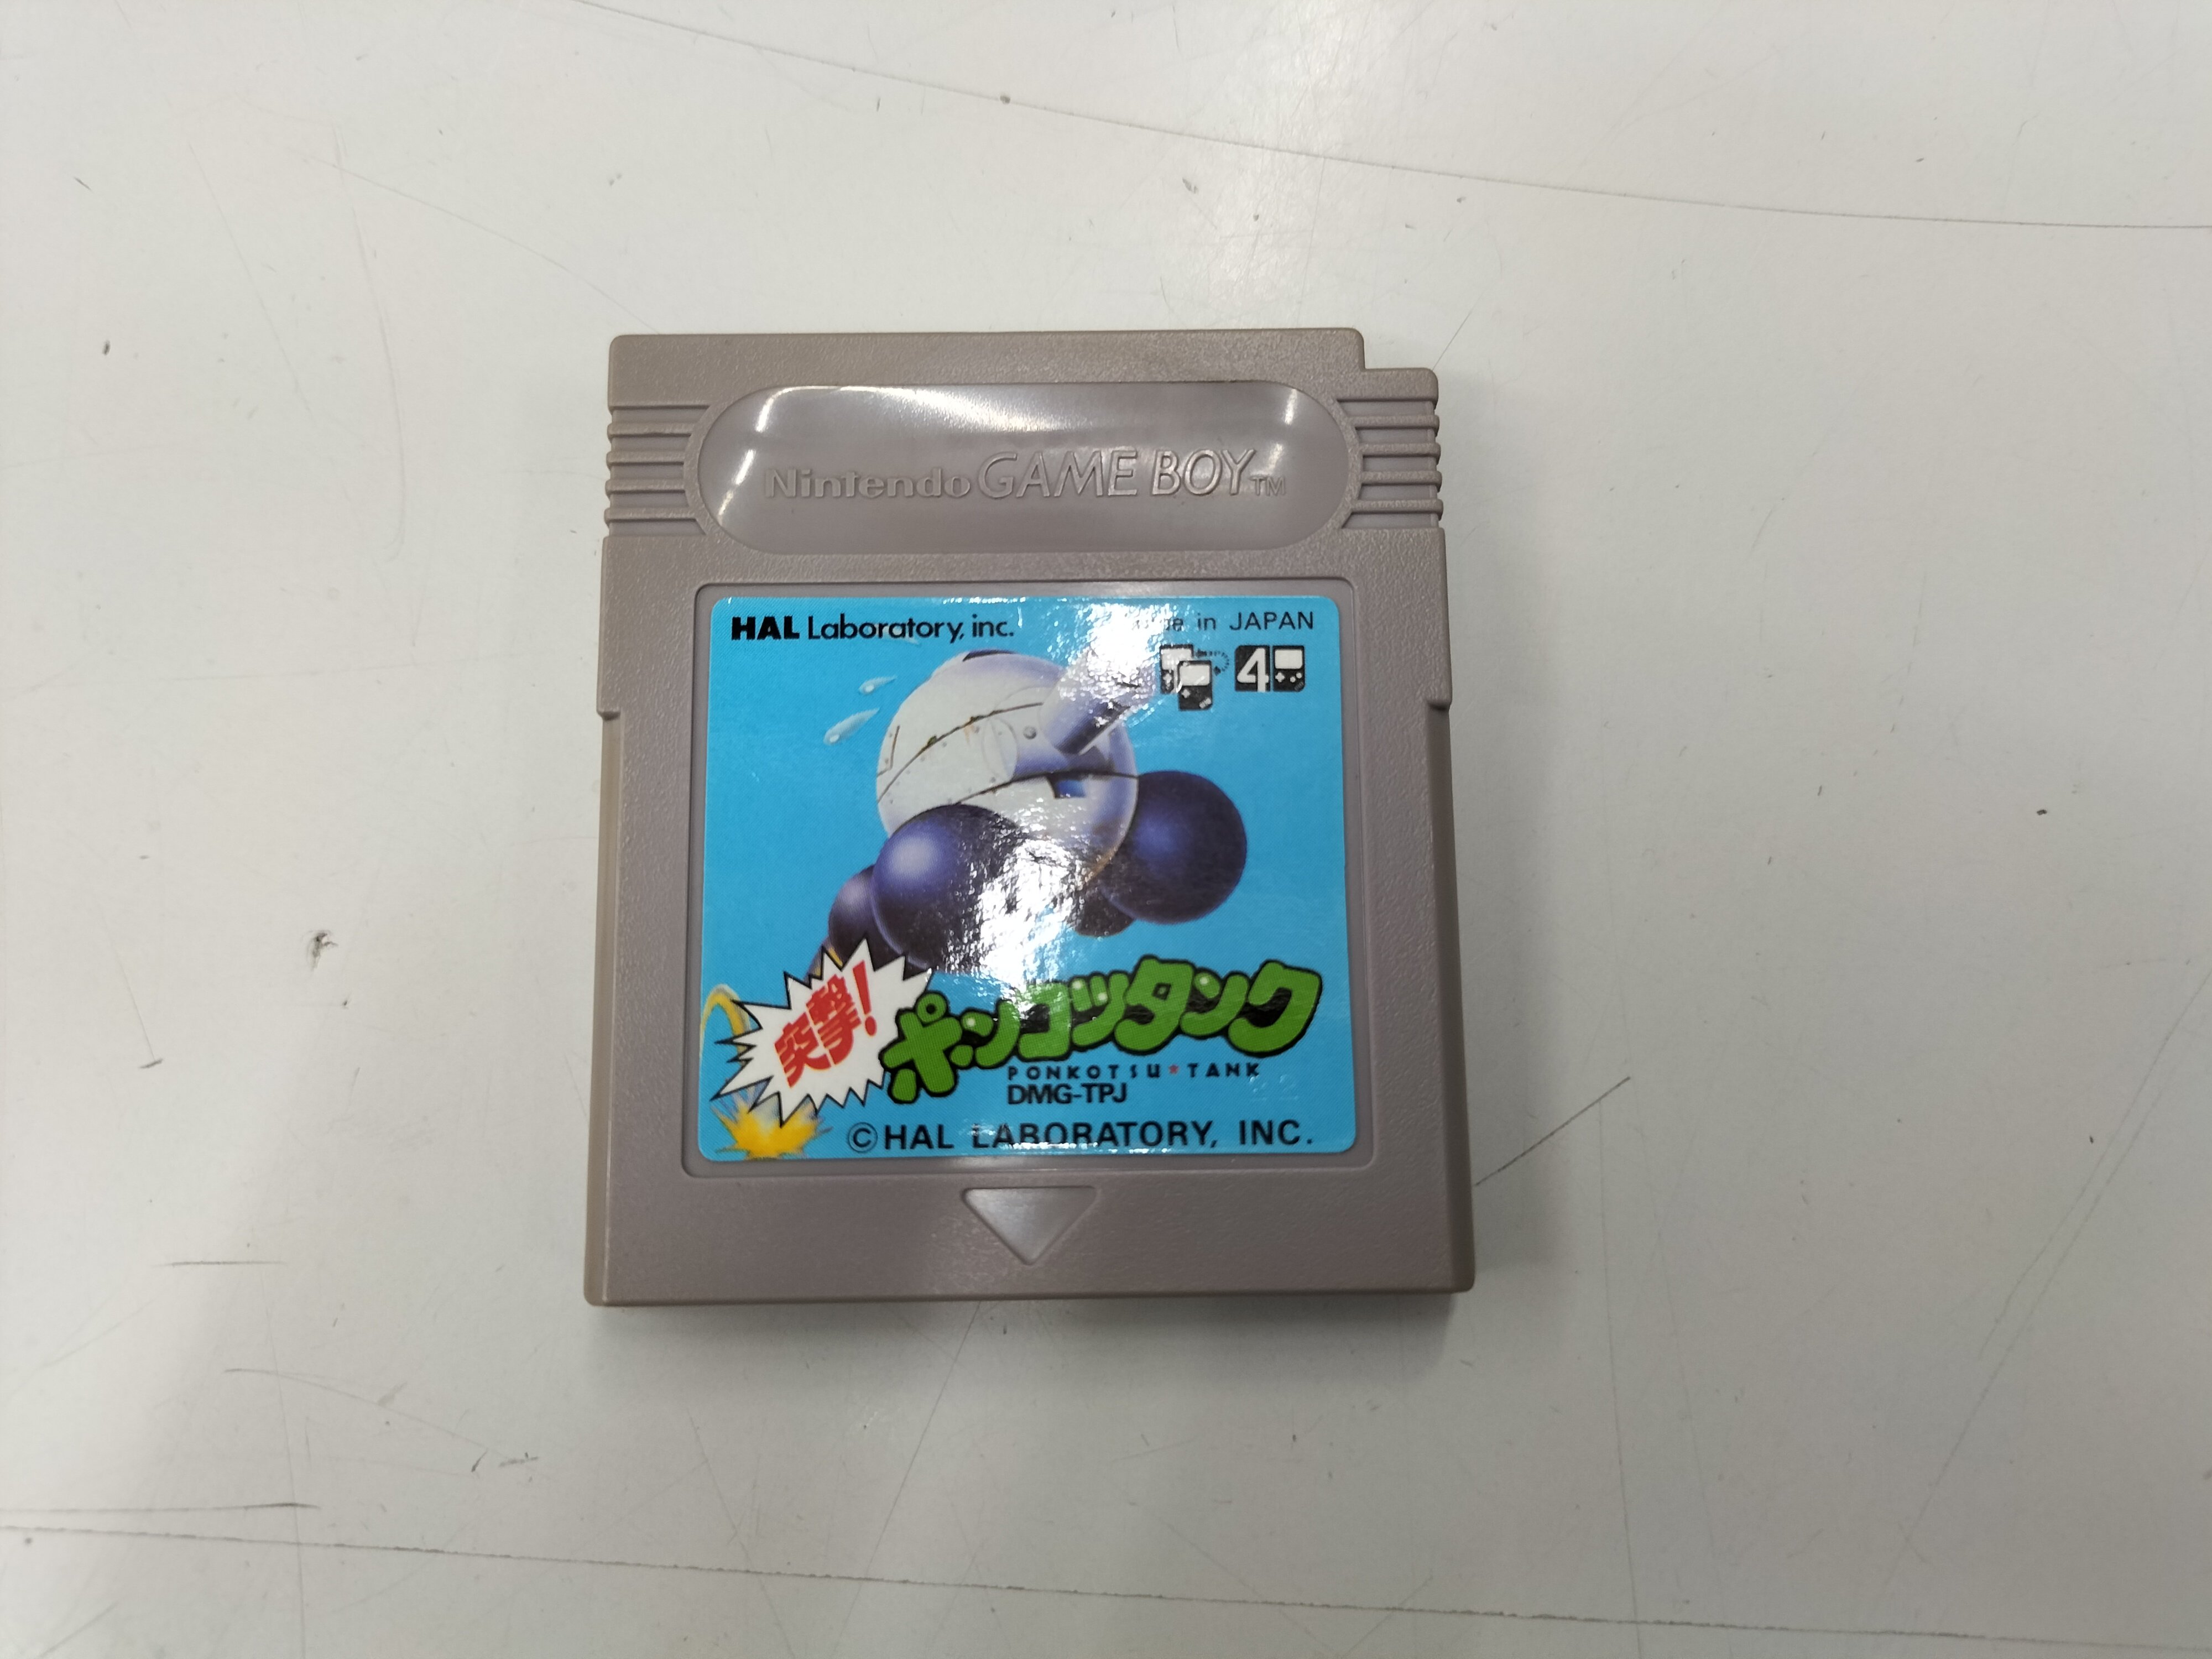 Nintendo GAME BOY™
HAL Laboratory, inc.
in JAPAN
4
突撃!
ポンコツタンク
PONKOTSU★TANK
DMG-TPJ
22
©HAL LABORATORY, INC.